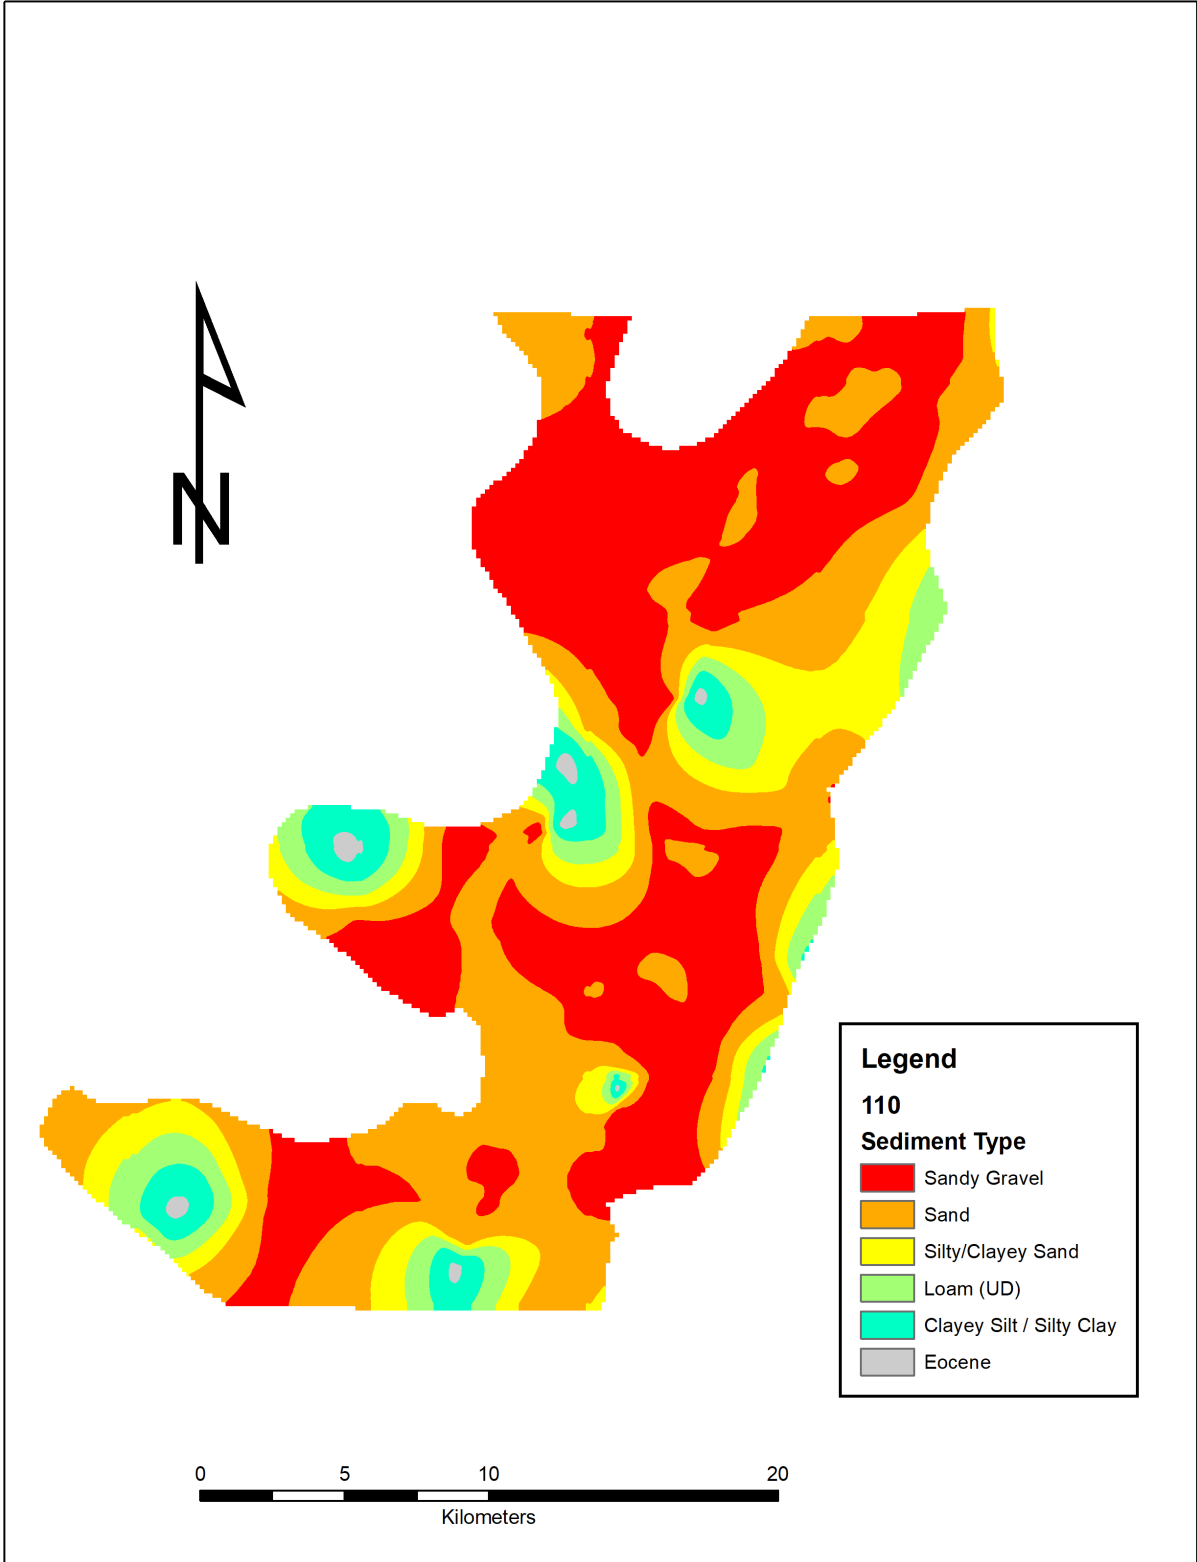 N
Legend
110
Sediment Type
Sandy Gravel
Sand
Silty/Clayey Sand
Loam (UD)
Clayey Silt / Silty Clay
Eocene
0 5 10 20
Kilometers